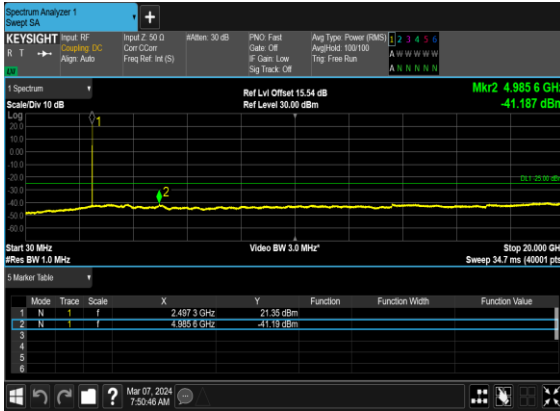 Spectrum Analyzer 1
Swept SA
+
KEYSIGHT Input: RF Input Z: 50 Ω #Atten: 30 dB PNO: Fast Avg Type: Power (RMS) 1 2 3 4 5 6
R T Coupling: DC Corr CCorr Gate: Off Avg|Hold: 100/100 A W W W W W
Align: Auto Freq Ref: Int (S) IF Gain: Low Trig: Free Run
Sig Track: Off A N N N N N
1 Spectrum Ref Lvl Offset 15.54 dB Mkr2 4.985 6 GHz
Scale/Div 10 dB Ref Level 30.00 dBm -41.187 dBm
Log
20.0
10.0
0.00
-10.0
-20.0
DL1 -25.00 dBm
-30.0
-40.0
-50.0
-60.0
1
2
Start 30 MHz Video BW 3.0 MHz* Stop 20.000 GHz
#Res BW 1.0 MHz Sweep 34.7 ms (40001 pts)
5 Marker Table
Mode Trace Scale X Y Function Function Width Function Value
1 N 1 f 2.497 3 GHz 21.35 dBm
2 N 1 f 4.985 6 GHz -41.19 dBm
3
4
5
6
? Mar 07, 2024
7:50:46 AM